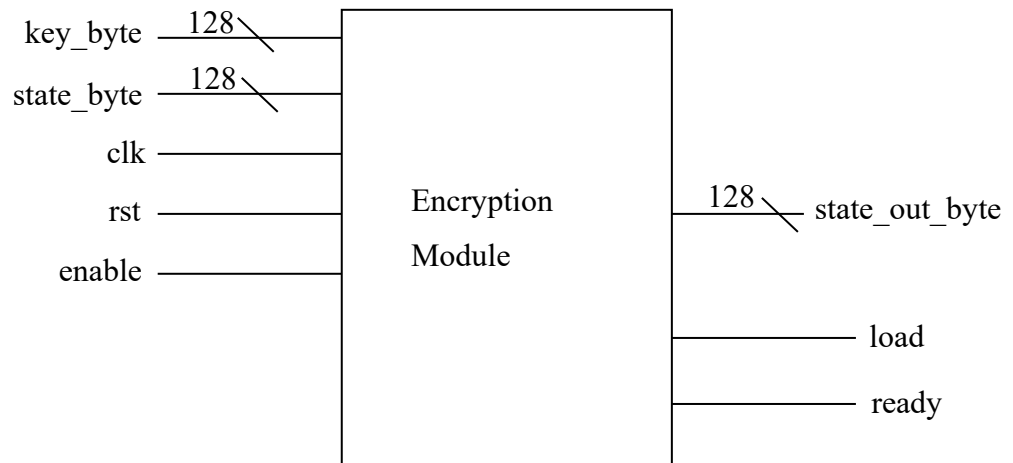 key_byte 128
state_byte 128
clk
rst
enable
Encryption
Module
128 state_out_byte
load
ready